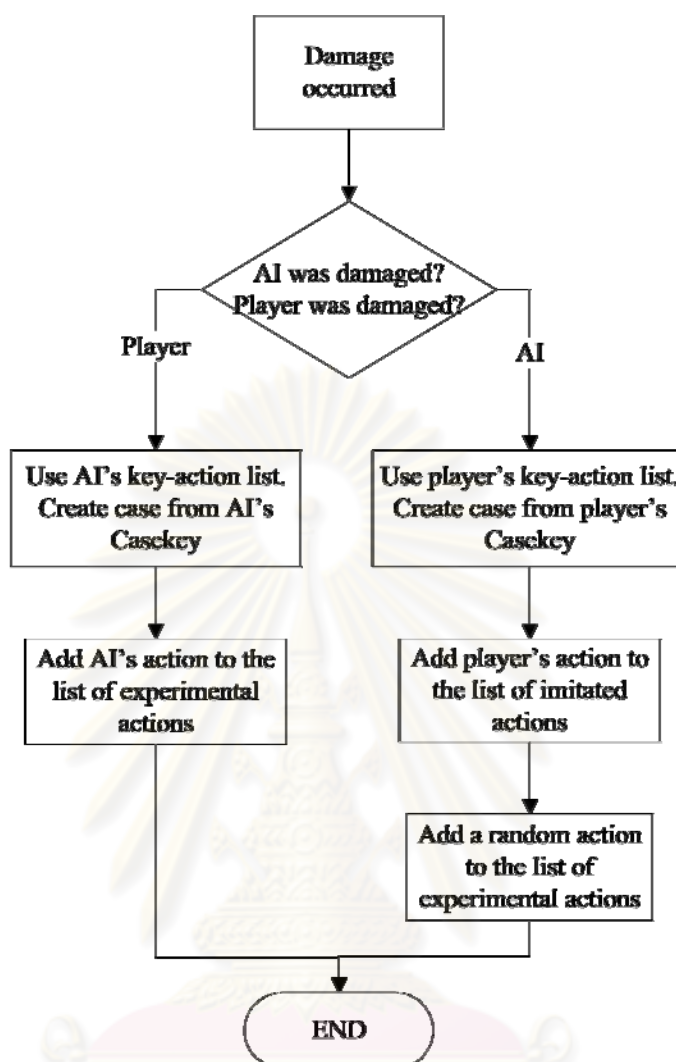 Damage
occurred
AI was damaged?
Player was damaged?
Player
AI
Use AI's key-action list.
Create case from AI's
Casekey
Use player's key-action list.
Create case from player's
Casekey
Add AI's action to the
list of experimental
actions
Add player's action to
the list of imitated
actions
Add a random action
to the list of
experimental actions
END